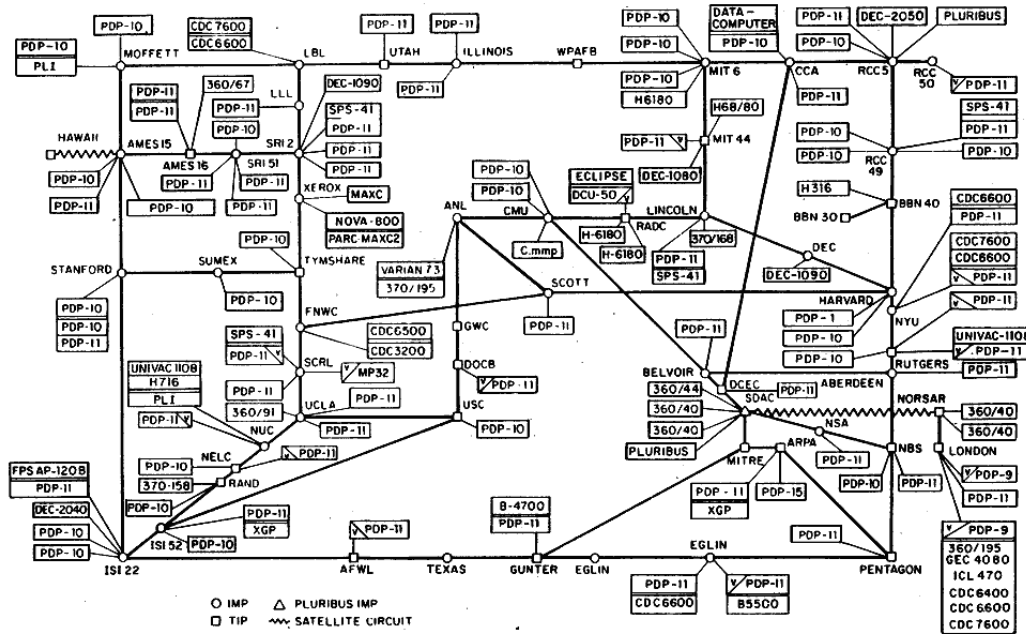 PDP-10
PDP-10
PLI
MOFFETT
CDC7600
CDC6600
LBL
PDP-11
UTAH
PDP-11
ILLINOIS
PDP-11
WPAFB
PDP-10
PDP-10
PDP-10
H6180
MIT 6
DATA-
COMPUTER
PDP-10
CCA
PDP-11
PDP-11
PDP-10
DEC-2050
PLURIBUS
RCC5
RCC
50
PDP-11
PDP-11
PDP-11
360/67
LLL
DEC-1090
SPS-41
PDP-11
PDP-11
PDP-11
HAWAII
AMES15
AMES16
PDP-10
SRI 2
SRI 51
PDP-11
PDP-11
PDP-10
PDP-11
PDP-10
H68/80
PDP-11
MIT 44
DEC-1080
PDP-10
PDP-10
RCC
49
SPS-41
PDP-11
PDP-10
XEROX
MAXC
NOVA-800
PARC-MAXC2
ANL
PDP-10
PDP-10
CMU
C.mmp
ECLIPSE
DCU-50
PDP-11
RADC
H-6180
H-6180
LINCOLN
370/168
PDP-11
SPS-41
H316
BBN 30
BBN 40
DEC
DEC-1090
CDC6600
PDP-11
CDC7600
CDC6600
PDP-11
PDP-11
STANFORD
SUMEX
PDP-10
TYMSHARE
PDP-10
PDP-10
PDP-10
PDP-11
VARIAN 73
370/195
SCOTT
PDP-11
HARVARD
PDP-1
PDP-10
PDP-10
NYU
FNWC
CDC6500
CDC3200
GWC
SPS-41
PDP-11
SCRL
MP32
DOCB
PDP-11
PDP-11
BELVOIR
UNIVAC-1108
PDP-11
RUTGERS
PDP-11
ABERDEEN
UNIVAC 1108
H716
PLI
PDP-11
PDP-11
360/91
UCLA
PDP-11
PDP-11
USC
PDP-10
360/44
360/40
360/40
PLURIBUS
DCEC
PDP-11
SDAC
NORSAR
360/40
360/40
NUC
NELC
PDP-11
PDP-10
370-158
RAND
PDP-10
MITRE
ARPA
PDP-11
XGP
PDP-15
NSA
PDP-11
PDP-10
NBS
PDP-11
LONDON
PDP-9
PDP-11
FPS AP-120B
PDP-11
DEC-2040
PDP-10
PDP-10
ISI 22
ISI 52
PDP-11
XGP
PDP-10
PDP-11
AFWL
TEXAS
B-4700
PDP-11
GUNTER
EGLIN
EGLIN
PDP-11
CDC6600
PDP-11
B5500
PDP-11
PENTAGON
PDP-9
360/195
GEC 4080
ICL 470
CDC6400
CDC6600
CDC7600
IMP
PLURIBUS IMP
TIP
SATELLITE CIRCUIT